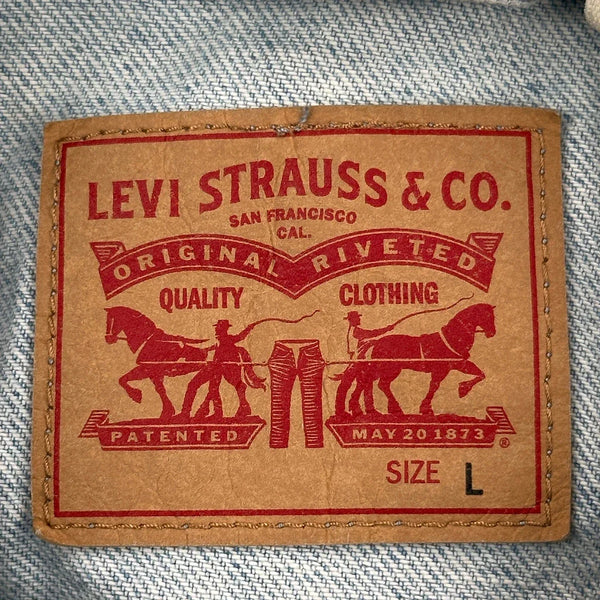 LEVI STRAUSS & CO.
SAN FRANCISCO
CAL.
ORIGINAL RIVETED
QUALITY CLOTHING
PATENTED MAY 20 1873 ®
SIZE L